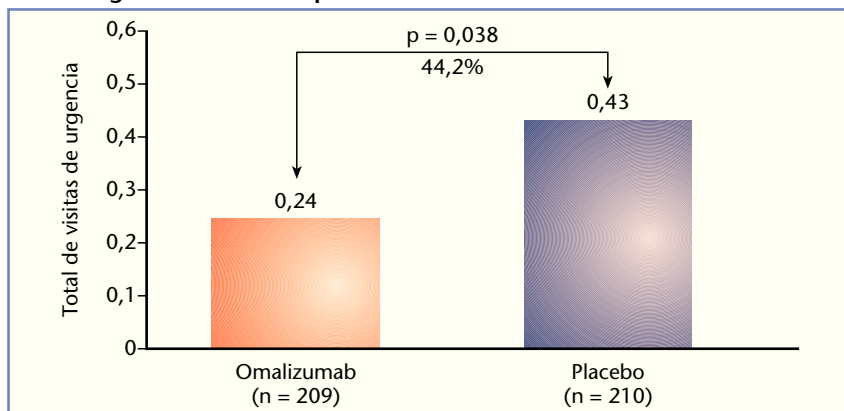 0,6
p = 0,038
44,2%
0,5
0,43
0,4
0,3
0,24
0,2
0,1
0
Total de visitas de urgencia
Omalizumab
(n = 209)
Placebo
(n = 210)